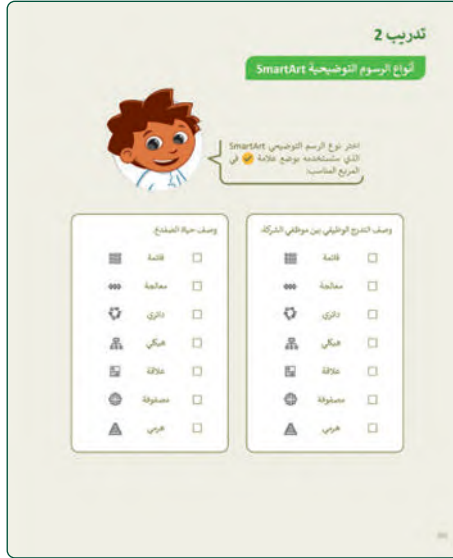 تدريب 2
أنواع الرسوم التوضيحية SmartArt
اختر نوع الرسم التوضيحي SmartArt
الذي ستستخدمه بوضع علامة في
المربع المناسب:
وصف التدرج الوظيفي بين موظفي الشركة.
قائمة
معالجة
دائري
هيكلي
علاقة
مصفوفة
هرمي
وصف حياة الضفدع.
قائمة
معالجة
دائري
هيكلي
علاقة
مصفوفة
هرمي